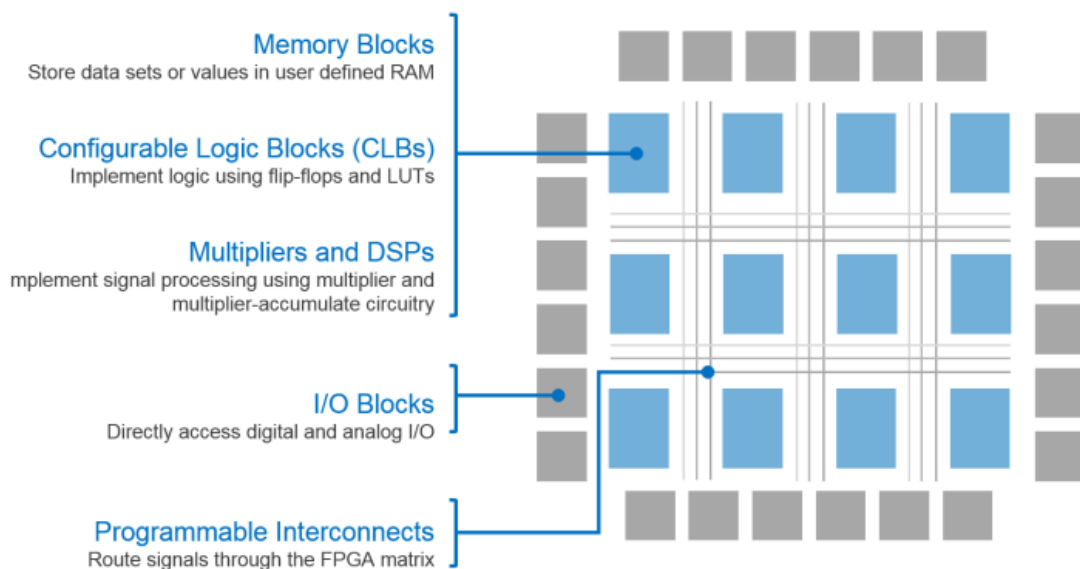 Memory Blocks
Store data sets or values in user defined RAM
Configurable Logic Blocks (CLBs)
Implement logic using flip-flops and LUTs
Multipliers and DSPs
mplement signal processing using multiplier and
multiplier-accumulate circuitry
I/O Blocks
Directly access digital and analog I/O
Programmable Interconnects
Route signals through the FPGA matrix